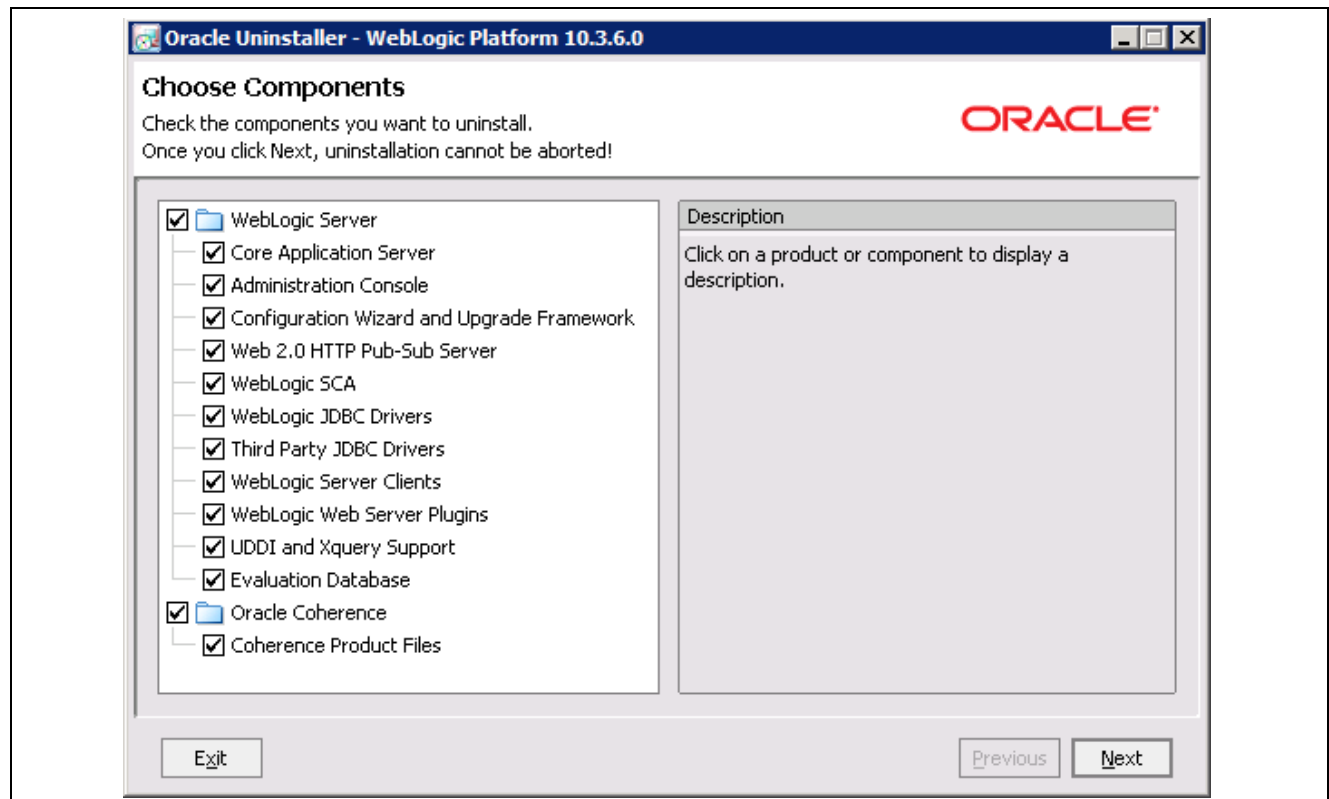 Oracle Uninstaller - WebLogic Platform 10.3.6.0
Choose Components
Check the components you want to uninstall.
Once you click Next, uninstallation cannot be aborted!
ORACLE
WebLogic Server
Core Application Server
Administration Console
Configuration Wizard and Upgrade Framework
Web 2.0 HTTP Pub-Sub Server
WebLogic SCA
WebLogic JDBC Drivers
Third Party JDBC Drivers
WebLogic Server Clients
WebLogic Web Server Plugins
UDDI and Xquery Support
Evaluation Database
Oracle Coherence
Coherence Product Files
Description
Click on a product or component to display a
description.
Exit
Previous
Next